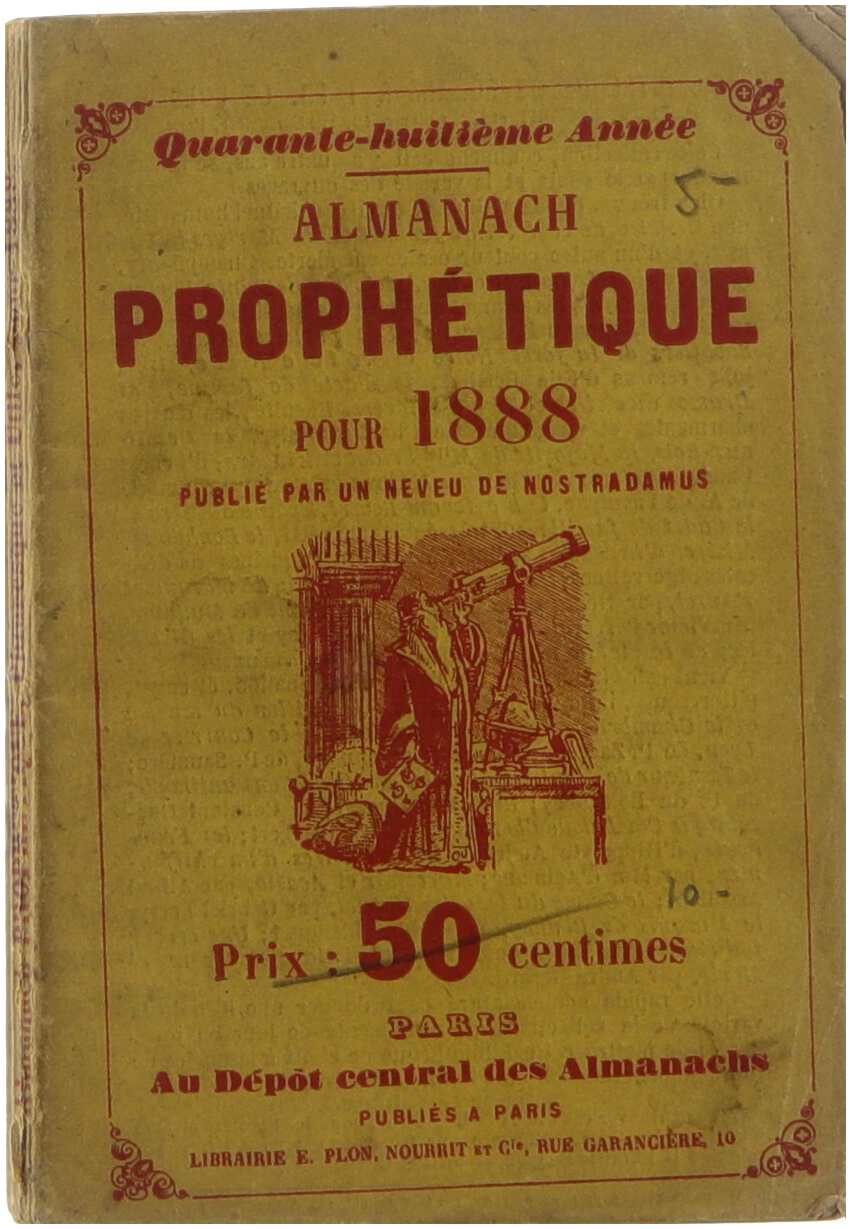 Quarante-huitième Année
5-
ALMANACH
PROPHÉTIQUE
POUR 1888
PUBLIÉ PAR UN NEVEU DE NOSTRADAMUS
10-
Prix : 50 centimes
PARIS
Au Dépôt central des Almanachs
PUBLIÉS A PARIS
LIBRAIRIE E. PLON, NOURRIT ET Cie, RUE GARANCIÈRE, 10